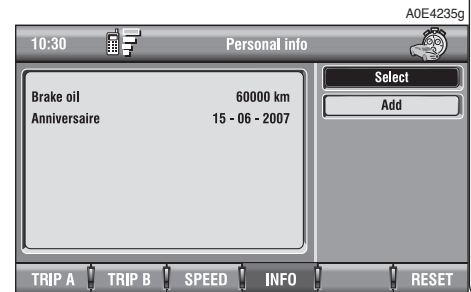 A0E4235g
10:30 Personal info
Select
Add
Brake oil 60000 km
Anniversaire 15 - 06 - 2007
TRIP A TRIP B SPEED INFO RESET